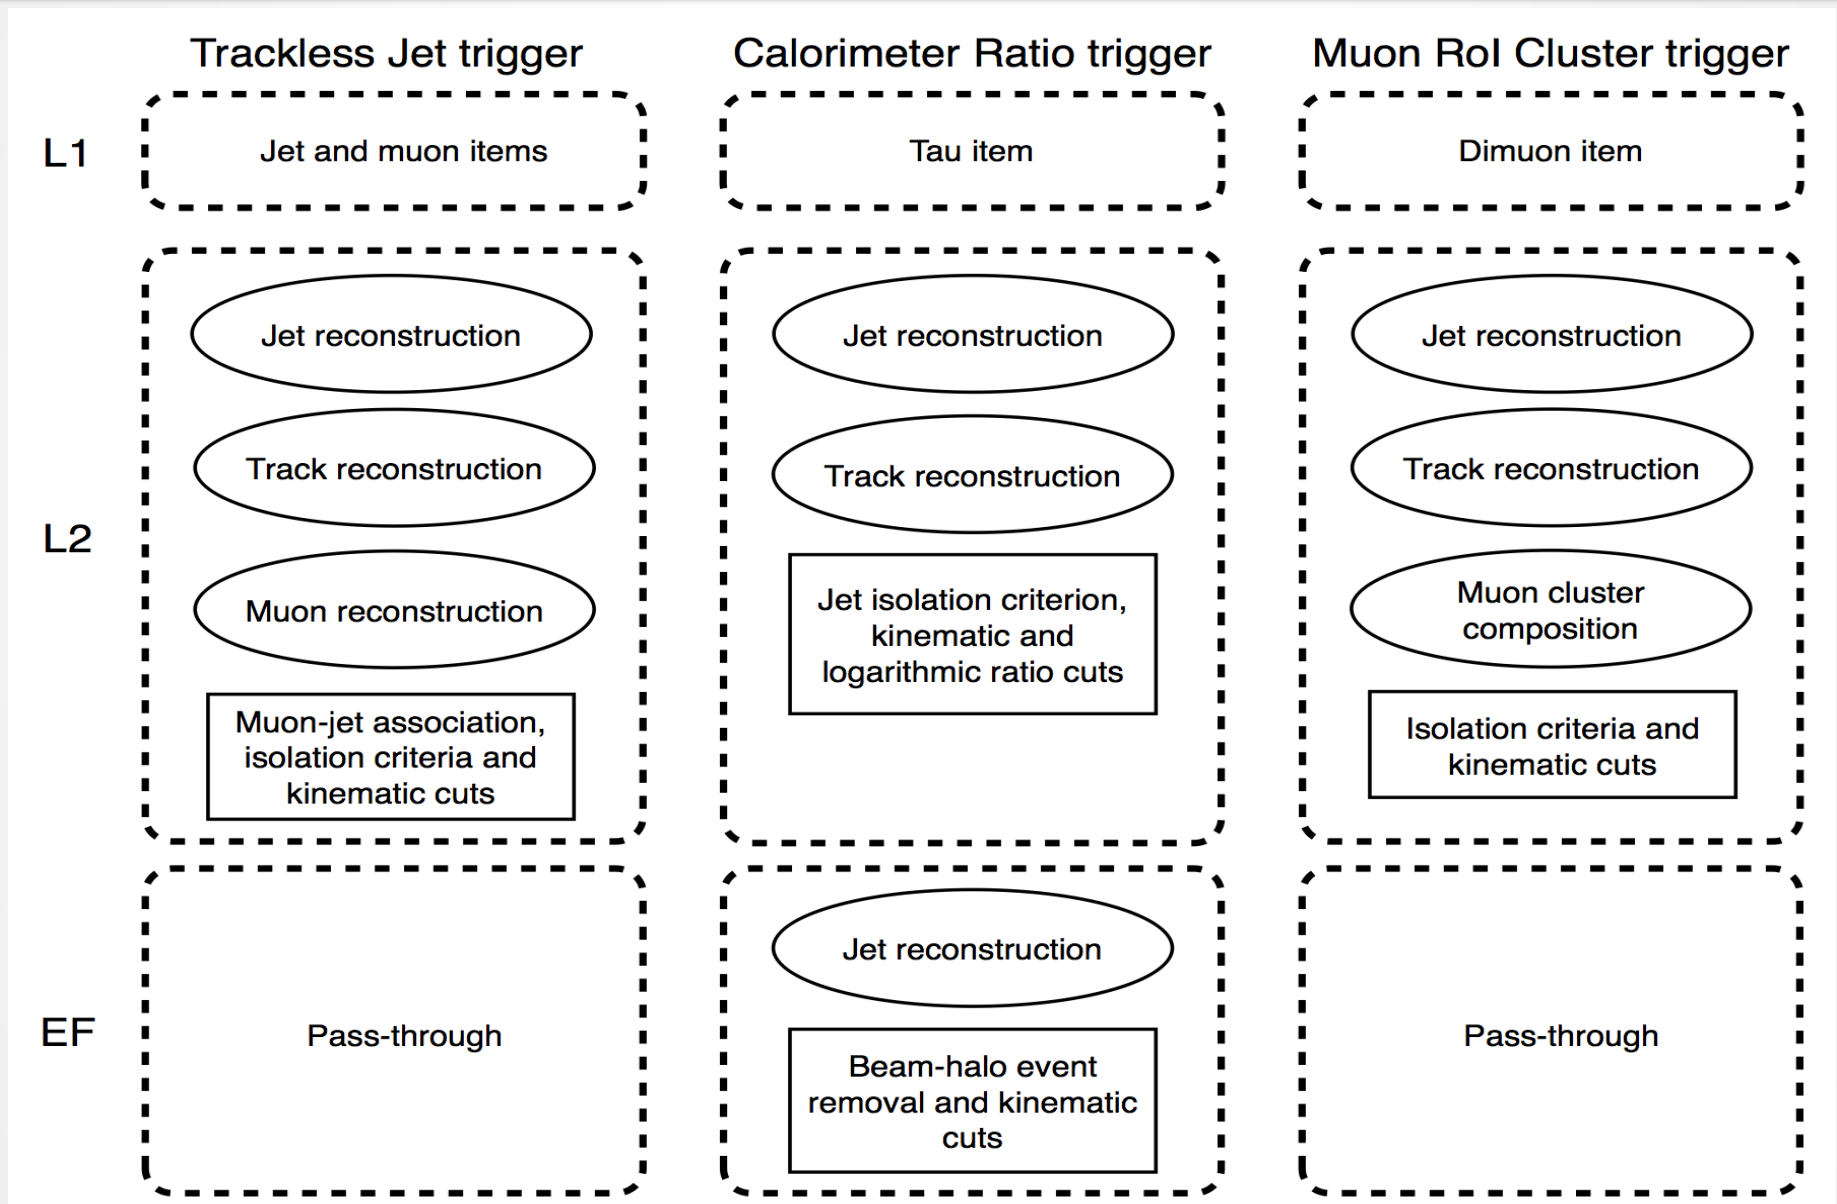 Trackless Jet trigger
Calorimeter Ratio trigger
Muon RoI Cluster trigger
L1
Jet and muon items
Tau item
Dimuon item
L2
Jet reconstruction
Track reconstruction
Muon reconstruction
Muon-jet association,
isolation criteria and
kinematic cuts
Jet reconstruction
Track reconstruction
Jet isolation criterion,
kinematic and
logarithmic ratio cuts
Jet reconstruction
Track reconstruction
Muon cluster
composition
Isolation criteria and
kinematic cuts
EF
Pass-through
Jet reconstruction
Beam-halo event
removal and kinematic
cuts
Pass-through